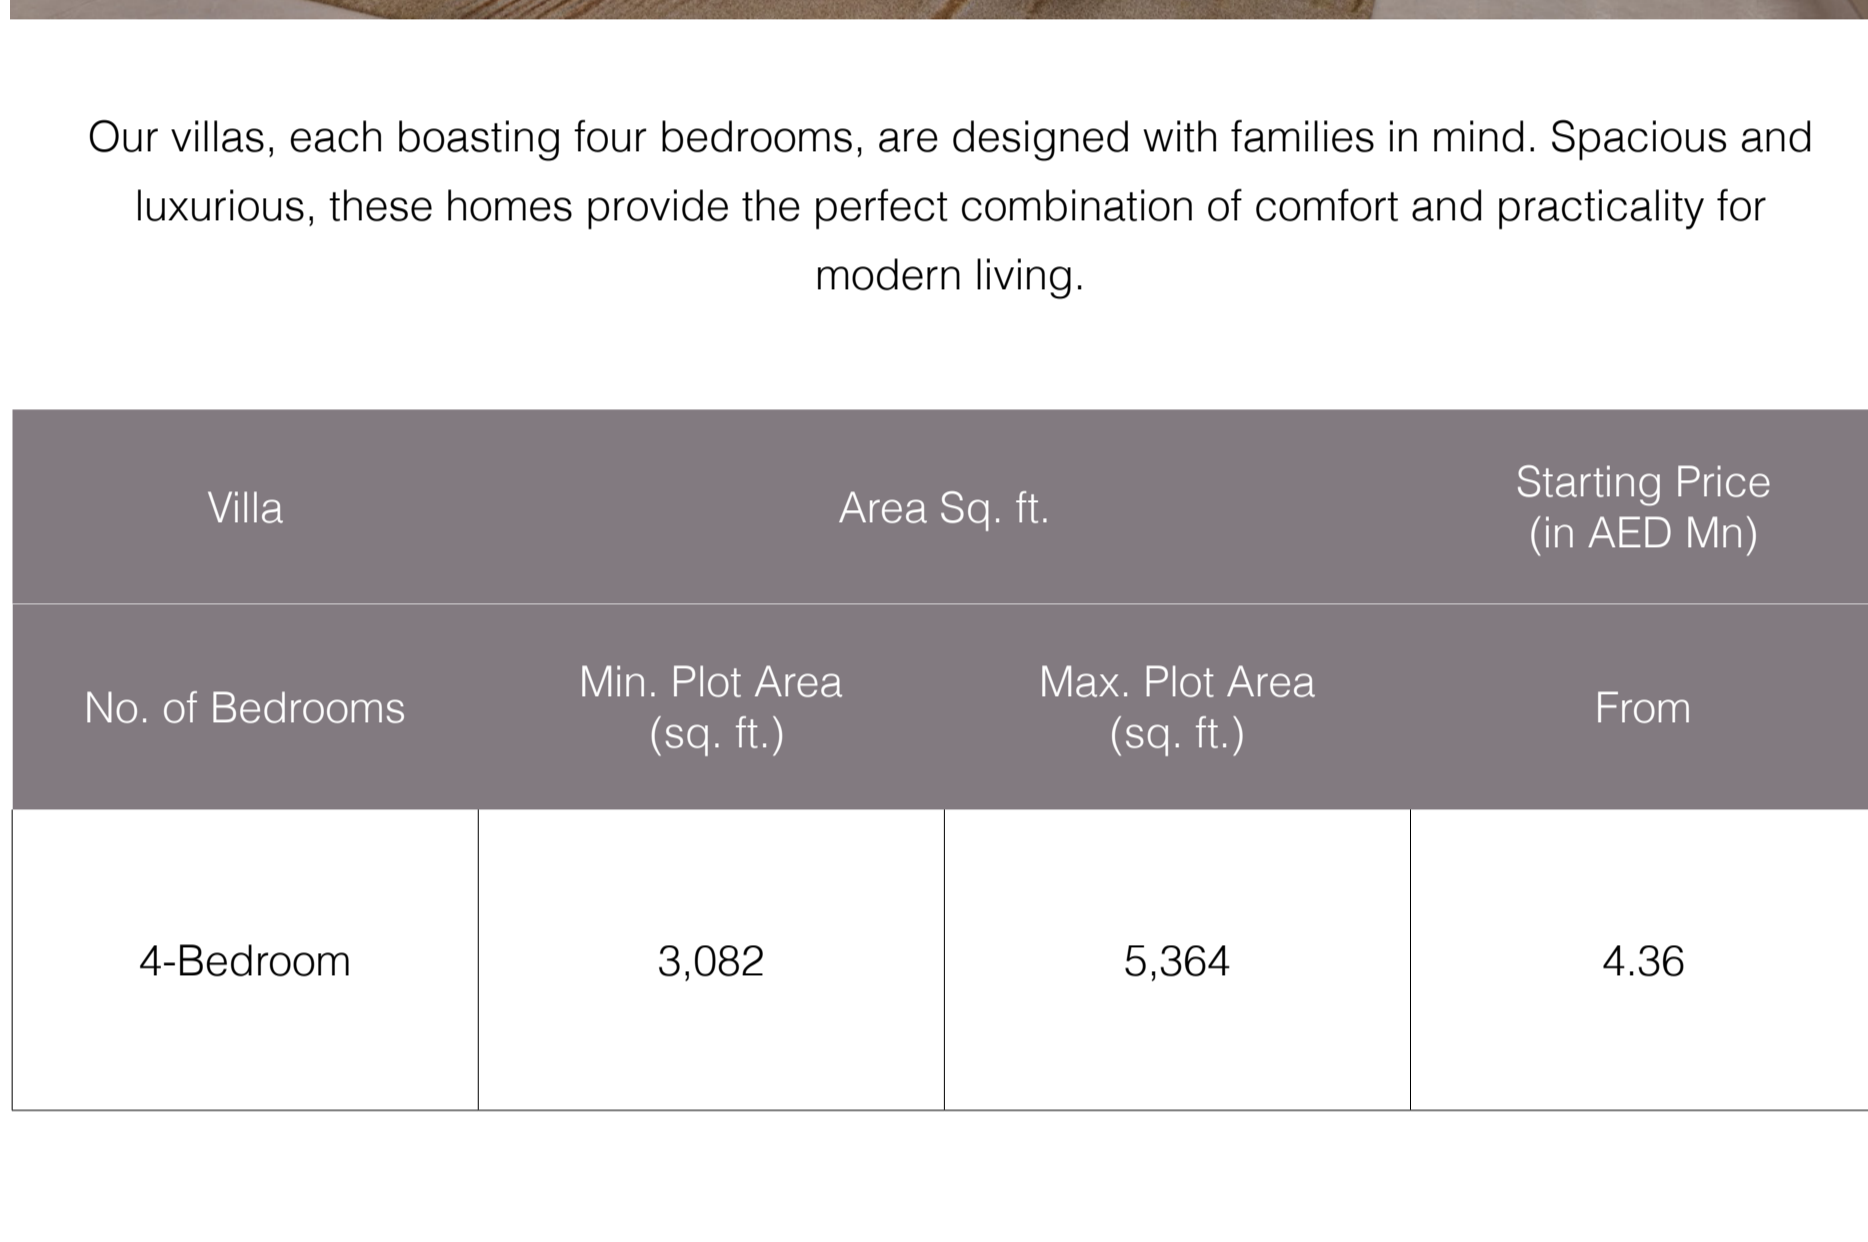 Our villas, each boasting four bedrooms, are designed with families in mind. Spacious and
luxurious, these homes provide the perfect combination of comfort and practicality for
modern living.
Villa
Area Sq. ft.
Starting Price
(in AED Mn)
No. of Bedrooms
Min. Plot Area
(sq. ft.)
Max. Plot Area
(sq. ft.)
From
4-Bedroom
3,082
5,364
4.36